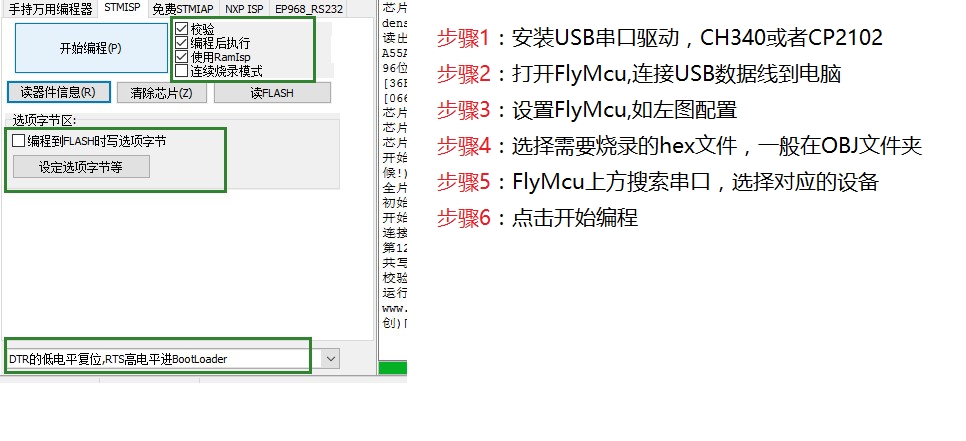 手持万用编程器 STMISP 免费STMIAP NXP ISP EP968_RS232
开始编程(P)
校验
编程后执行
使用RamIsp
连续烧录模式
读器件信息(R) 清除芯片(Z) 读FLASH
选项字节区:
编程到FLASH时写选项字节
设定选项字节等
DTR的低电平复位,RTS高电平进BootLoader
芯片
dens
读出
A55A
96位
[36E
[066
芯片
芯片
芯片
开始
候!)
全片
初始
开始
连接
第12
共写
校验
运行
www.
创)[
步骤1：安装USB串口驱动，CH340或者CP2102
步骤2：打开FlyMcu,连接USB数据线到电脑
步骤3：设置FlyMcu,如左图配置
步骤4：选择需要烧录的hex文件，一般在OBJ文件夹
步骤5：FlyMcu上方搜索串口，选择对应的设备
步骤6：点击开始编程